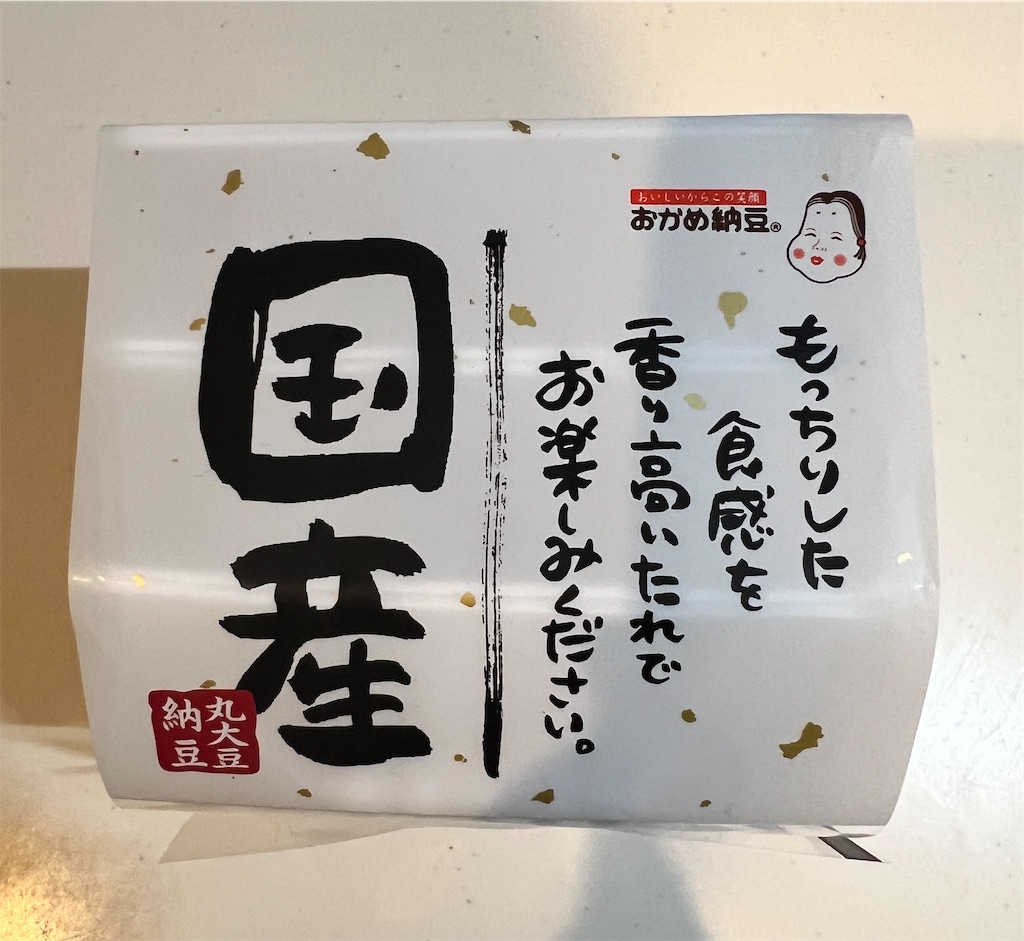 おいしいからこの笑顔
おかめ納豆®
もっちりした
食感を
香り高いたれで
お楽しみください。
国産
丸大豆
納豆